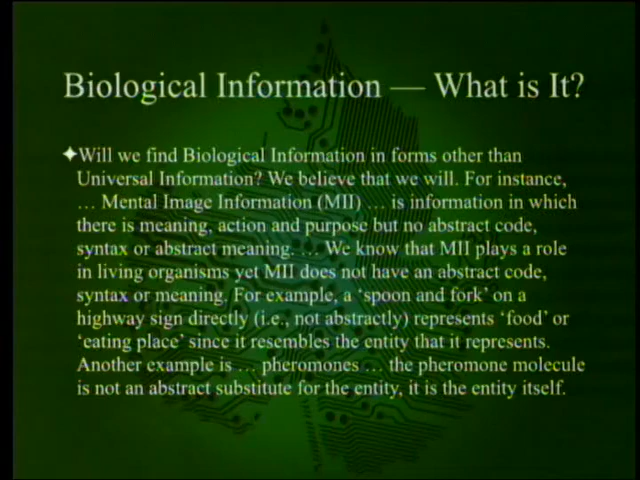 Biological Information — What is It?
✦Will we find Biological Information in forms other than
Universal Information? We believe that we will. For instance,
… Mental Image Information (MII) … is information in which
there is meaning, action and purpose but no abstract code,
syntax or abstract meaning. … We know that MII plays a role
in living organisms yet MII does not have an abstract code,
syntax or meaning. For example, a ‘spoon and fork’ on a
highway sign directly (i.e., not abstractly) represents ‘food’ or
‘eating place’ since it resembles the entity that it represents.
Another example is … pheromones … the pheromone molecule
is not an abstract substitute for the entity, it is the entity itself.